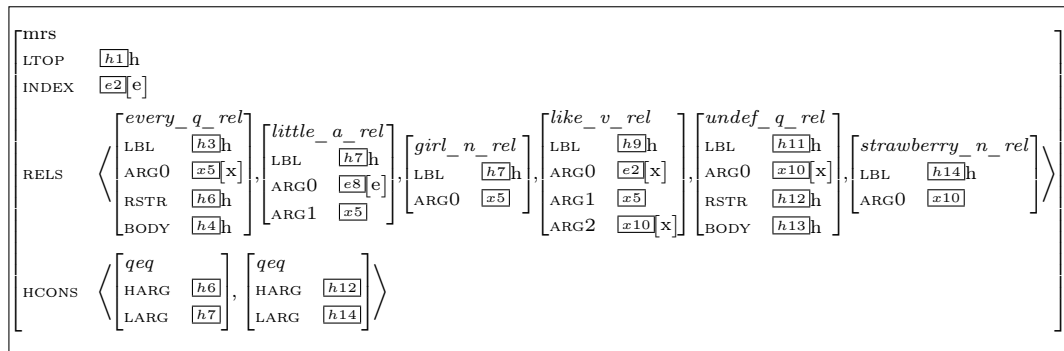 mrs
LTOP h1 h
INDEX e2 [e]
RELS ⟨ [every_q_rel LBL h3 h ARG0 x5 [x] RSTR h6 h BODY h4 h], [little_a_rel LBL h7 h ARG0 e8 [e] ARG1 x5], [girl_n_rel LBL h7 h ARG0 x5], [like_v_rel LBL h9 h ARG0 e2 [x] ARG1 x5 ARG2 x10 [x]], [undef_q_rel LBL h11 h ARG0 x10 [x] RSTR h12 h BODY h13 h], [strawberry_n_rel LBL h14 h ARG0 x10] ⟩
HCONS ⟨ [qeq HARG h6 LARG h7], [qeq HARG h12 LARG h14] ⟩